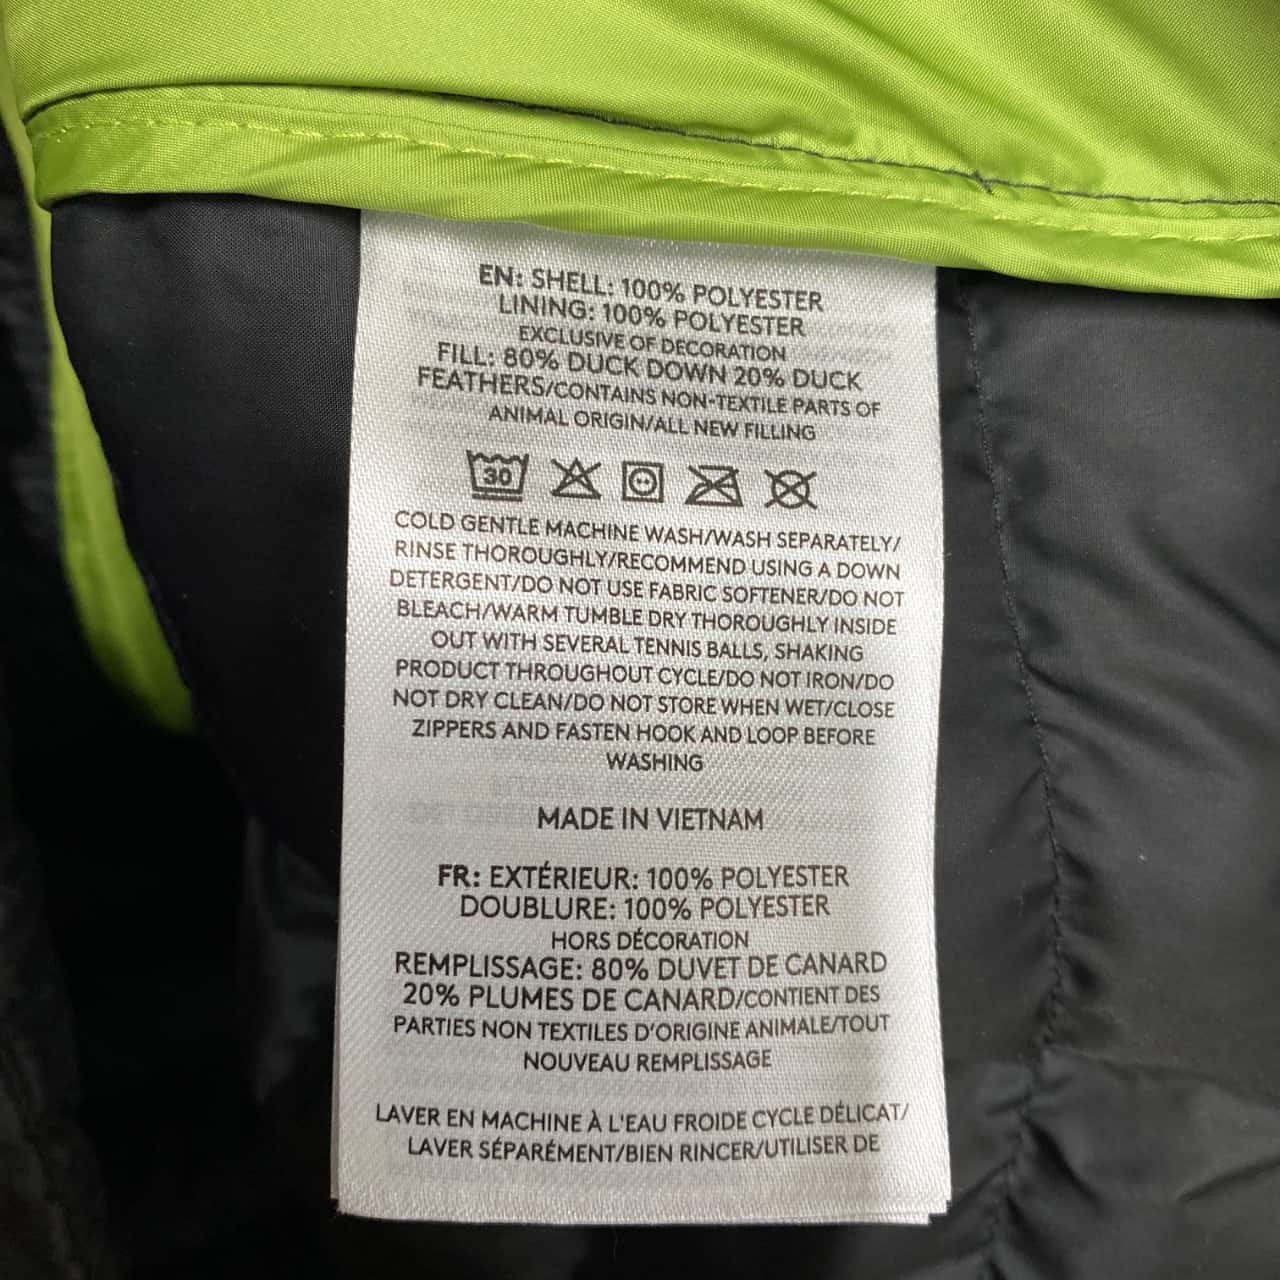 EN: SHELL: 100% POLYESTER
LINING: 100% POLYESTER
EXCLUSIVE OF DECORATION
FILL: 80% DUCK DOWN 20% DUCK
FEATHERS/CONTAINS NON-TEXTILE PARTS OF
ANIMAL ORIGIN/ALL NEW FILLING
30
COLD GENTLE MACHINE WASH/WASH SEPARATELY/
RINSE THOROUGHLY/RECOMMEND USING A DOWN
DETERGENT/DO NOT USE FABRIC SOFTENER/DO NOT
BLEACH/WARM TUMBLE DRY THOROUGHLY INSIDE
OUT WITH SEVERAL TENNIS BALLS, SHAKING
PRODUCT THROUGHOUT CYCLE/DO NOT IRON/DO
NOT DRY CLEAN/DO NOT STORE WHEN WET/CLOSE
ZIPPERS AND FASTEN HOOK AND LOOP BEFORE
WASHING
MADE IN VIETNAM
FR: EXTÉRIEUR: 100% POLYESTER
DOUBLURE: 100% POLYESTER
HORS DÉCORATION
REMPLISSAGE: 80% DUVET DE CANARD
20% PLUMES DE CANARD/CONTIENT DES
PARTIES NON TEXTILES D'ORIGINE ANIMALE/TOUT
NOUVEAU REMPLISSAGE
LAVER EN MACHINE À L'EAU FROIDE CYCLE DÉLICAT/
LAVER SÉPARÉMENT/BIEN RINCER/UTILISER DE